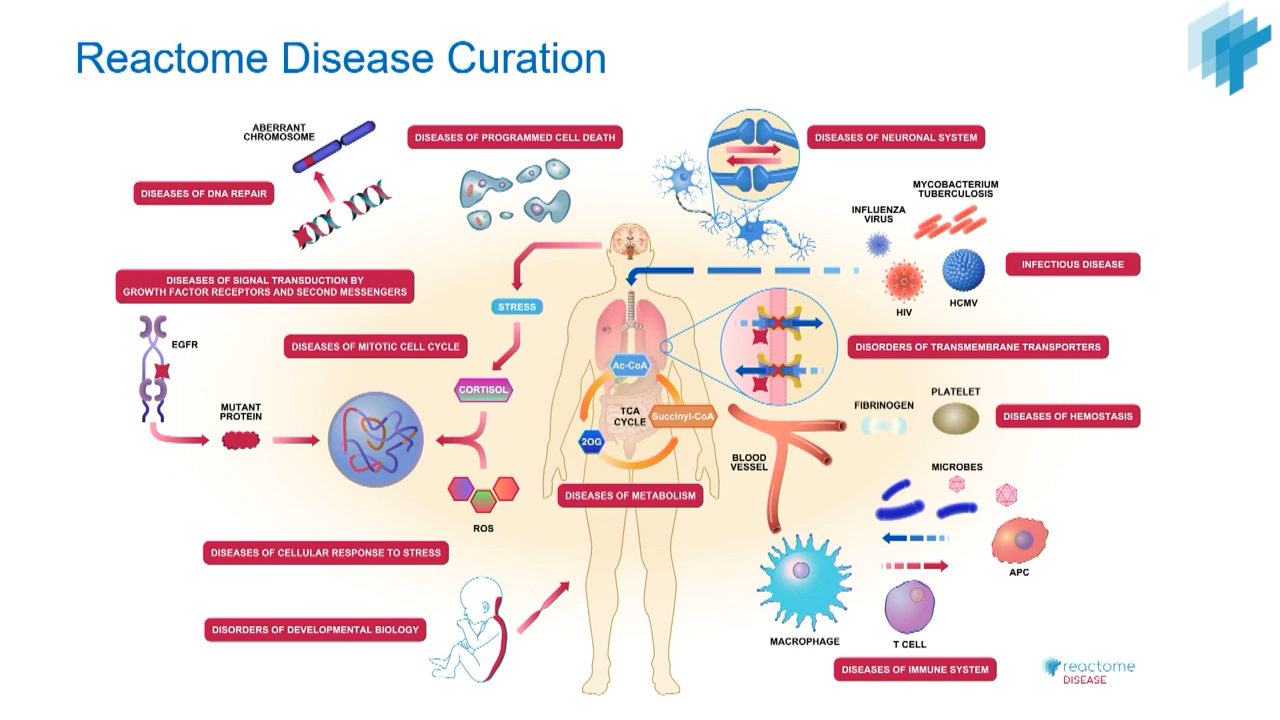 Reactome Disease Curation
ABERRANT
CHROMOSOME
DISEASES OF PROGRAMMED CELL DEATH
DISEASES OF NEURONAL SYSTEM
DISEASES OF DNA REPAIR
MYCOBACTERIUM
TUBERCULOSIS
INFLUENZA
VIRUS
INFECTIOUS DISEASE
HIV
HCMV
DISEASES OF SIGNAL TRANSDUCTION BY
GROWTH FACTOR RECEPTORS AND SECOND MESSENGERS
STRESS
EGFR
DISEASES OF MITOTIC CELL CYCLE
DISORDERS OF TRANSMEMBRANE TRANSPORTERS
Ac-CoA
CORTISOL
MUTANT
PROTEIN
TCA
CYCLE
Succinyl-CoA
2OG
FIBRINOGEN
PLATELET
DISEASES OF HEMOSTASIS
BLOOD
VESSEL
MICROBES
DISEASES OF METABOLISM
ROS
DISEASES OF CELLULAR RESPONSE TO STRESS
APC
DISORDERS OF DEVELOPMENTAL BIOLOGY
MACROPHAGE
T CELL
DISEASES OF IMMUNE SYSTEM
reactome
DISEASE